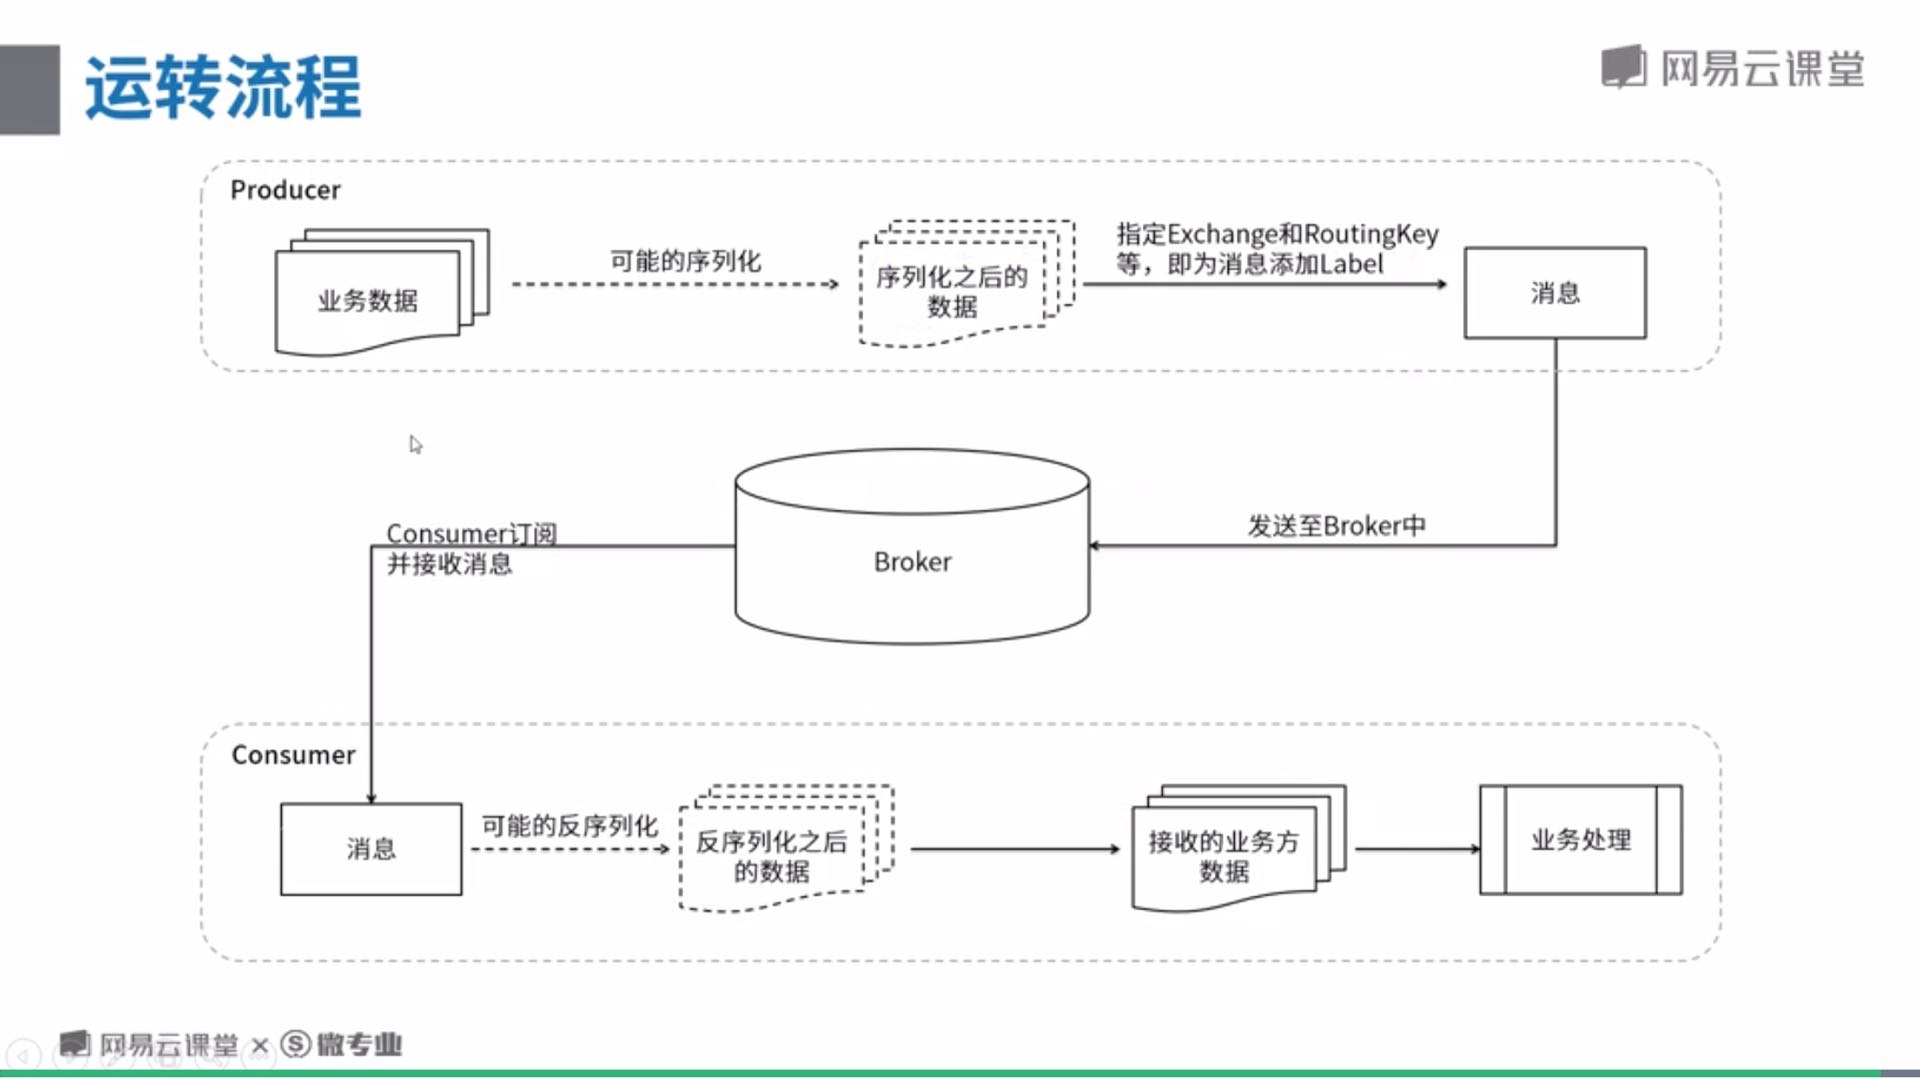 运转流程
网易云课堂
Producer
业务数据
可能的序列化
序列化之后的
数据
指定Exchange和RoutingKey
等，即为消息添加Label
消息
Consumer订阅
并接收消息
Broker
发送至Broker中
Consumer
消息
可能的反序列化
反序列化之后
的数据
接收的业务方
数据
业务处理
网易云课堂 × 微专业